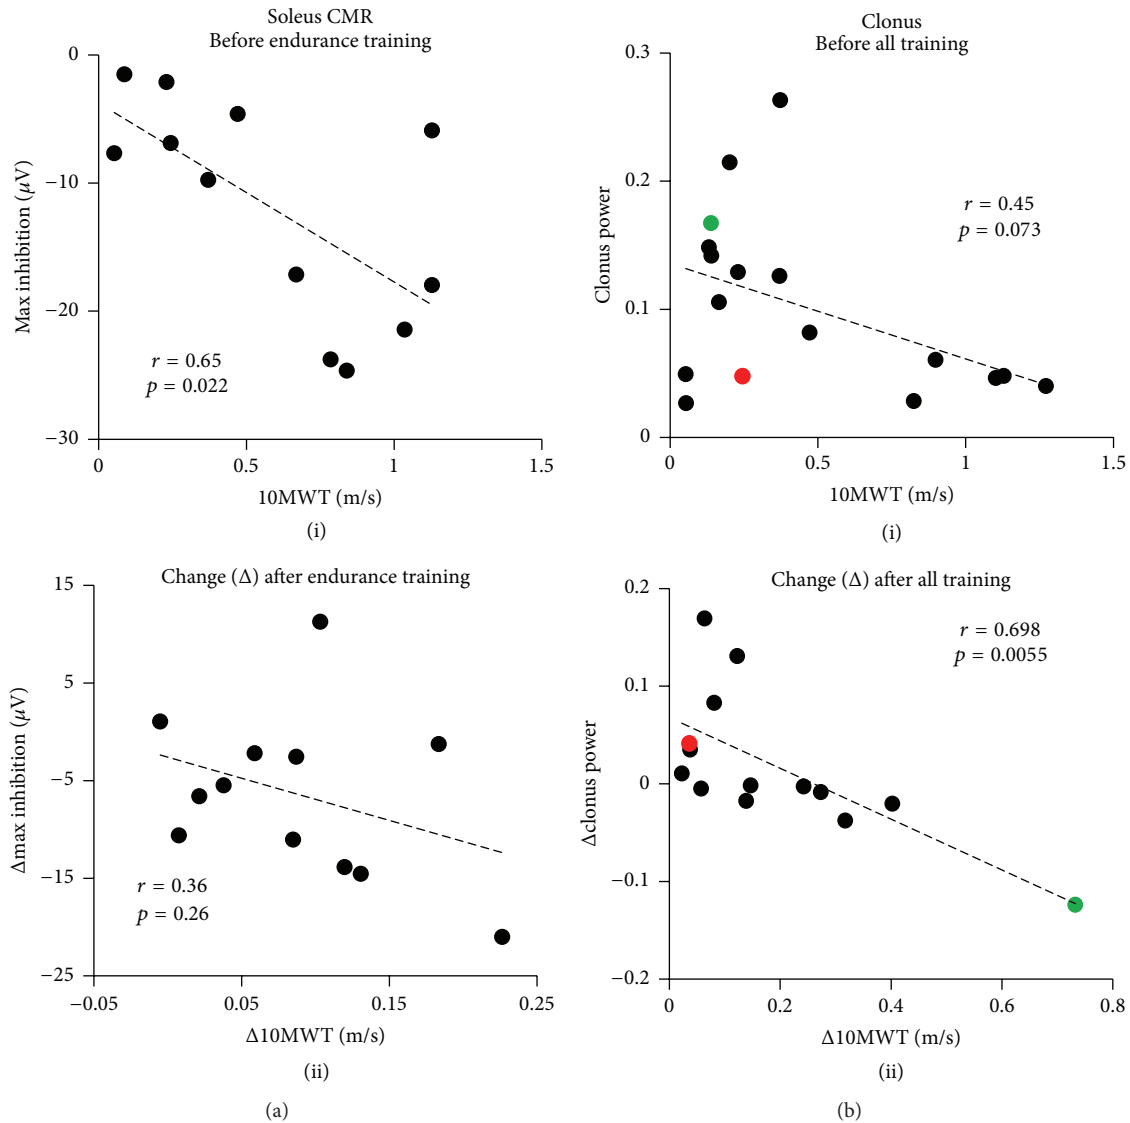 Soleus CMR
Before endurance training
0
−10
−20
−30
Max inhibition (μV)
r = 0.65
p = 0.022
0
0.5
1
1.5
10MWT (m/s)
(i)
Clonus
Before all training
0.3
0.2
0.1
0
Clonus power
r = 0.45
p = 0.073
0
0.5
1
1.5
10MWT (m/s)
(i)
Change (Δ) after endurance training
15
5
−5
−15
−25
Δmax inhibition (μV)
r = 0.36
p = 0.26
−0.05
0.05
0.15
0.25
Δ10MWT (m/s)
(ii)
(a)
Change (Δ) after all training
0.2
0.1
0
−0.1
−0.2
Δclonus power
r = 0.698
p = 0.0055
0
0.2
0.4
0.6
0.8
Δ10MWT (m/s)
(ii)
(b)